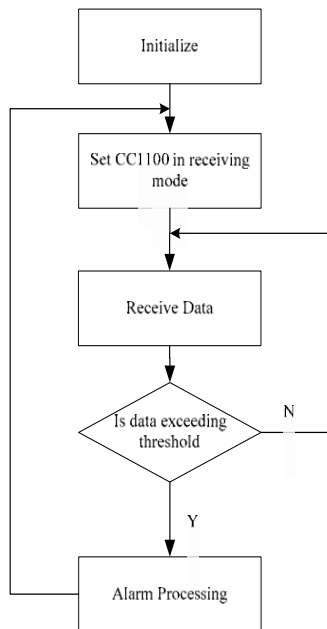 Initialize
Set CC1100 in receiving
mode
Receive Data
Is data exceeding
threshold
N
Y
Alarm Processing